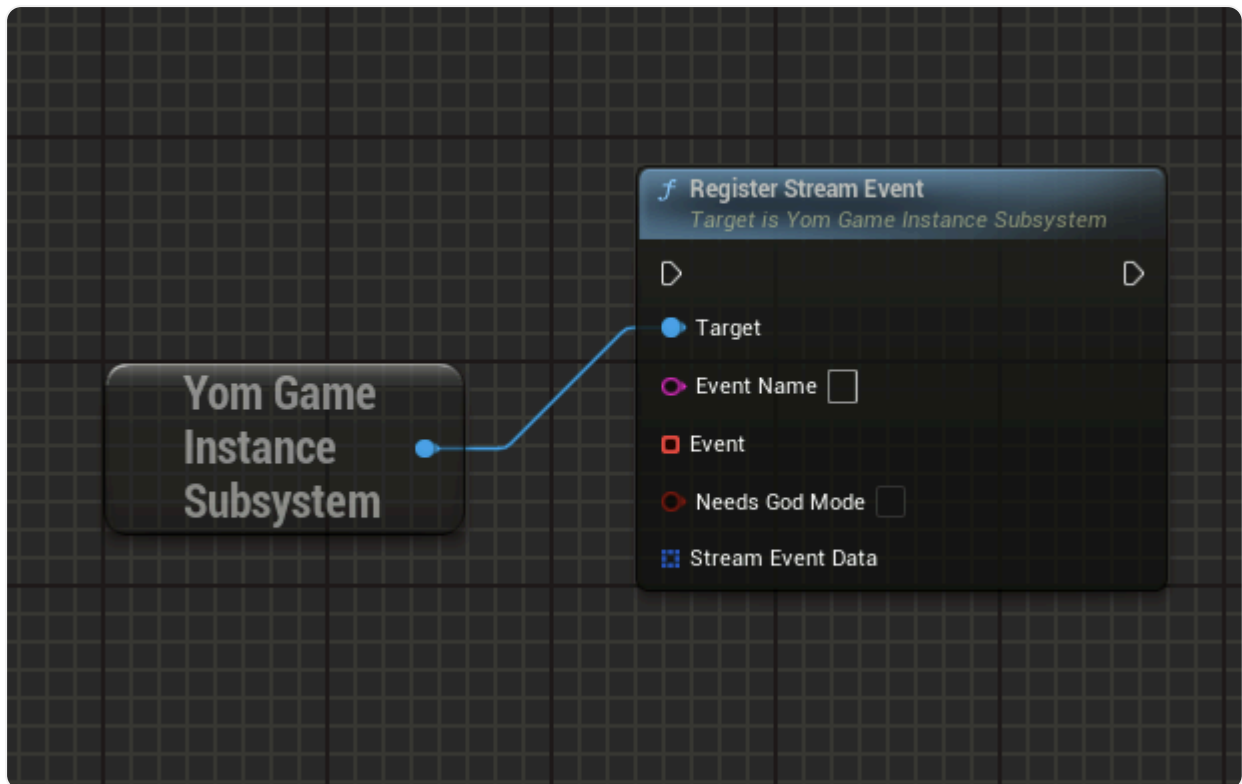 Register Stream Event
Target is Yom Game Instance Subsystem
Target
Event Name
Event
Needs God Mode
Stream Event Data
Yom Game
Instance
Subsystem